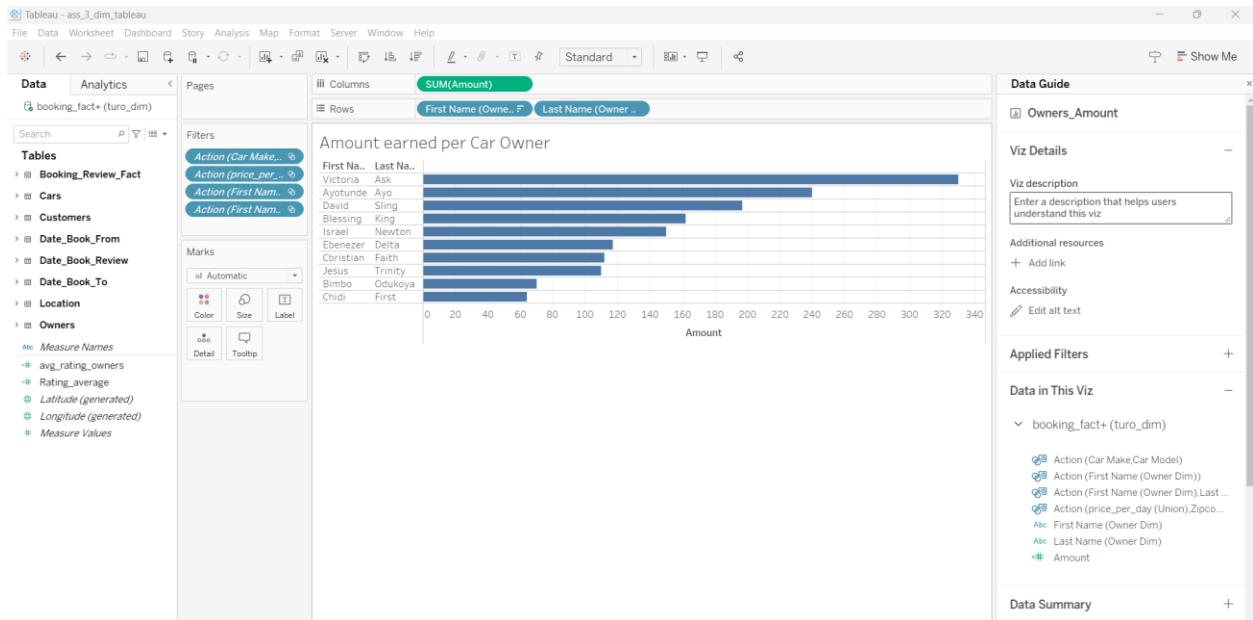 Tableau - ass_3_dim_tableau
File Data Worksheet Dashboard Story Analysis Map Format Server Window Help
Standard
Show Me
Data Analytics
booking_fact+ (turo_dim)
Search
Tables
Booking_Review_Fact
Cars
Customers
Date_Book_From
Date_Book_Review
Date_Book_To
Location
Owners
Abc Measure Names
avg_rating_owners
Rating_average
Latitude (generated)
Longitude (generated)
Measure Values
Pages
Filters
Action (Car Make,..
Action (price_per_..
Action (First Nam..
Action (First Nam..
Marks
Automatic
Color Size Label
Detail Tooltip
Columns SUM(Amount)
Rows First Name (Owne.. Last Name (Owner ..
Amount earned per Car Owner
First Na.. Last Na..
Victoria Ask
Ayotunde Ayo
David Sling
Blessing King
Israel Newton
Ebenezer Delta
Christian Faith
Jesus Trinity
Bimbo Odukoya
Chidi First
0 20 40 60 80 100 120 140 160 180 200 220 240 260 280 300 320 340
Amount
Data Guide
Owners_Amount
Viz Details
Viz description
Enter a description that helps users
understand this viz
Additional resources
Add link
Accessibility
Edit alt text
Applied Filters
Data in This Viz
booking_fact+ (turo_dim)
Action (Car Make,Car Model)
Action (First Name (Owner Dim))
Action (First Name (Owner Dim),Last ...
Action (price_per_day (Union),Zipco...
Abc First Name (Owner Dim)
Abc Last Name (Owner Dim)
Amount
Data Summary